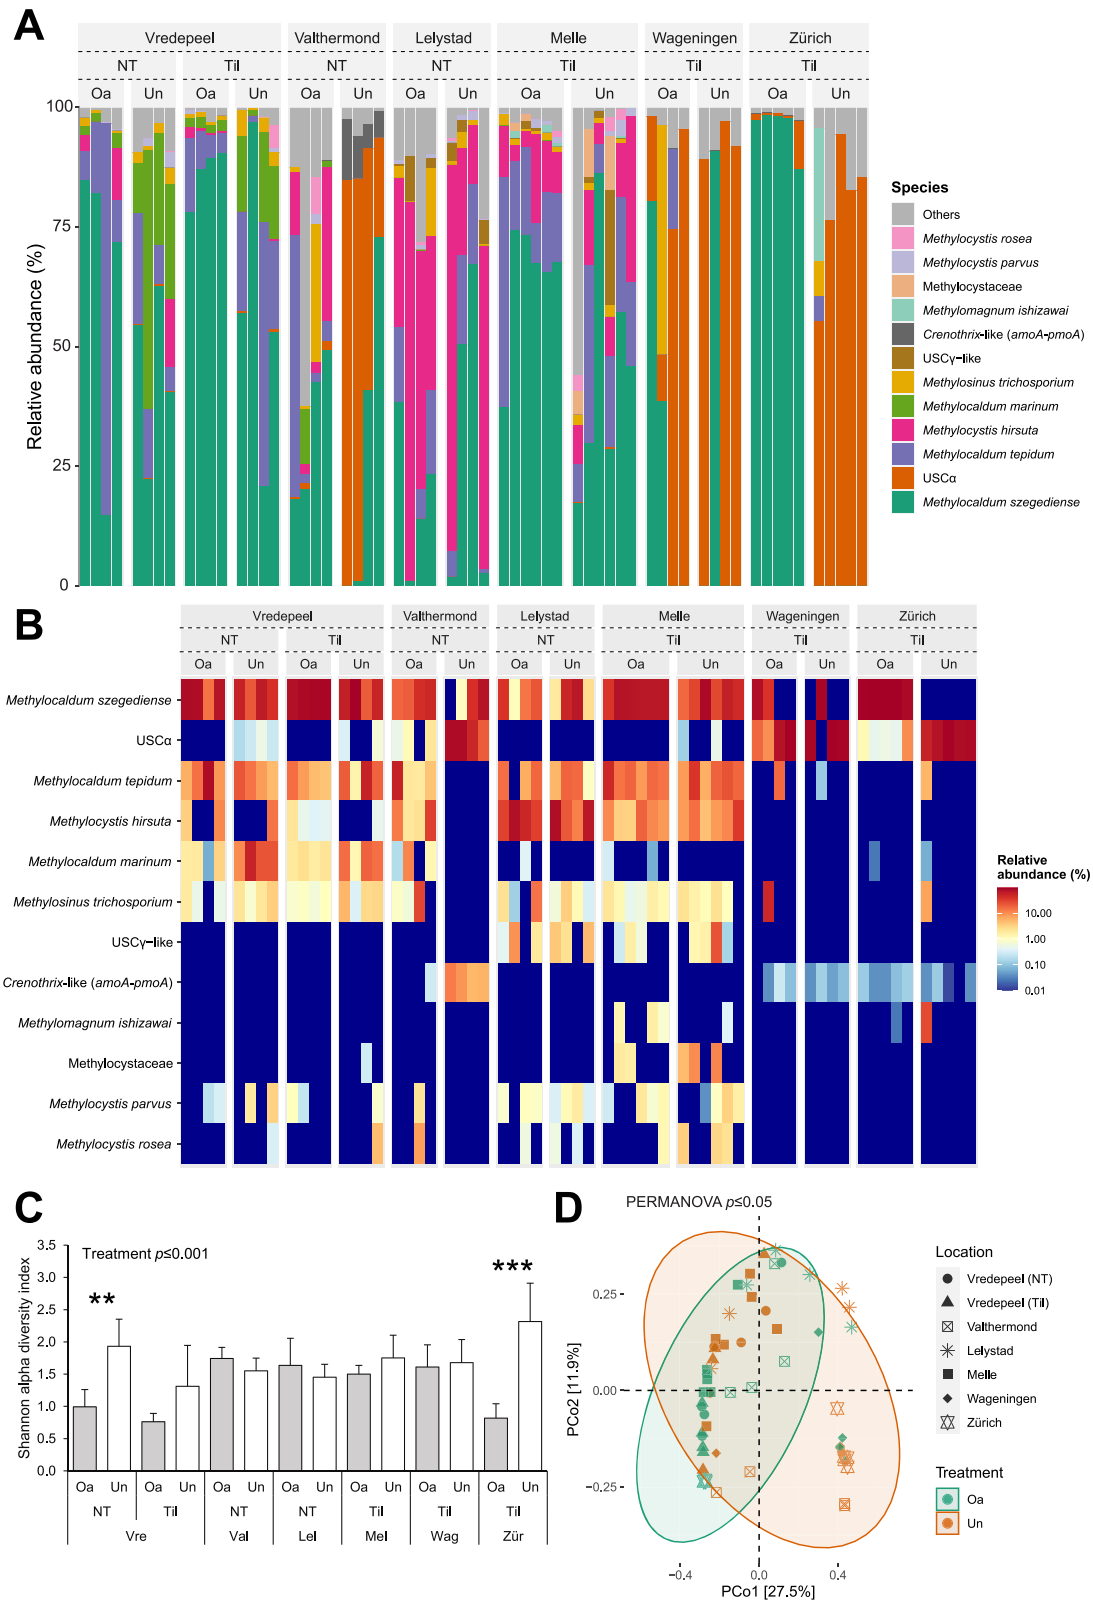 A
Vredepeel Valthermond Lelystad Melle Wageningen Zürich
NT Til NT NT Til Til Til
Oa Un Oa Un Oa Un Oa Un Oa Un Oa Un Oa Un
Relative abundance (%)
100
75
50
25
0
Species
Others
Methylocystis rosea
Methylocystis parvus
Methylocystaceae
Methylomagnum ishizawai
Crenothrix-like (amoA-pmoA)
USCγ−like
Methylosinus trichosporium
Methylocaldum marinum
Methylocystis hirsuta
Methylocaldum tepidum
USCα
Methylocaldum szegediense
B
Vredepeel Valthermond Lelystad Melle Wageningen Zürich
NT Til NT NT Til Til Til
Oa Un Oa Un Oa Un Oa Un Oa Un Oa Un Oa Un
Methylocaldum szegediense
USCα
Methylocaldum tepidum
Methylocystis hirsuta
Methylocaldum marinum
Methylosinus trichosporium
USCγ−like
Crenothrix-like (amoA-pmoA)
Methylomagnum ishizawai
Methylocystaceae
Methylocystis parvus
Methylocystis rosea
Relative
abundance (%)
10.00
1.00
0.10
0.01
C
Shannon alpha diversity index
3.5
3.0
2.5
2.0
1.5
1.0
0.5
0.0
Treatment p≤0.001
**
***
Oa Un Oa Un Oa Un Oa Un Oa Un Oa Un Oa Un
NT Til NT NT Til Til Til
Vre Val Lel Mel Wag Zür
D
PERMANOVA p≤0.05
PCo2 [11.9%]
0.25
0.00
−0.25
−0.4 0.0 0.4
PCo1 [27.5%]
Location
Vredepeel (NT)
Vredepeel (Til)
Valthermond
Lelystad
Melle
Wageningen
Zürich
Treatment
Oa
Un